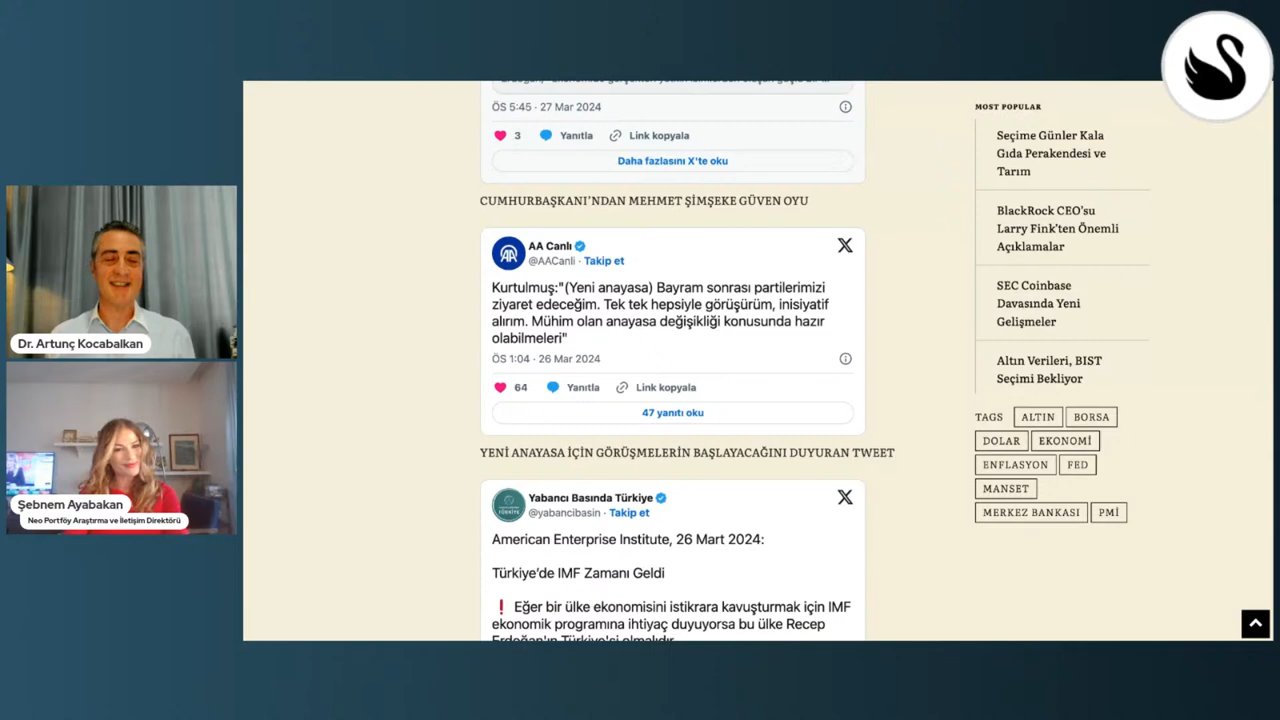 ÖS 5:45 · 27 Mar 2024
3 Yanıtla Link kopyala
Daha fazlasını X'te oku
CUMHURBAŞKANI'NDAN MEHMET ŞİMŞEKE GÜVEN OYU
AA Canlı
@AACanli · Takip et
Kurtulmuş:"(Yeni anayasa) Bayram sonrası partilerimizi
ziyaret edeceğim. Tek tek hepsiyle görüşürüm, inisiyatif
alırım. Mühim olan anayasa değişikliği konusunda hazır
olabilmeleri"
ÖS 1:04 · 26 Mar 2024
64 Yanıtla Link kopyala
47 yanıtı oku
YENİ ANAYASA İÇİN GÖRÜŞMELERİN BAŞLAYACAĞINI DUYURAN TWEET
Yabancı Basında Türkiye
@yabancibasin · Takip et
American Enterprise Institute, 26 Mart 2024:
Türkiye'de IMF Zamanı Geldi
❗ Eğer bir ülke ekonomisini istikrara kavuşturmak için IMF
ekonomik programına ihtiyaç duyuyorsa bu ülke Recep
Erdoğan'ın Türkiye'si olmalıdır.
MOST POPULAR
Seçime Günler Kala
Gıda Perakendesi ve
Tarım
BlackRock CEO'su
Larry Fink'ten Önemli
Açıklamalar
SEC Coinbase
Davasında Yeni
Gelişmeler
Altın Verileri, BIST
Seçimi Bekliyor
TAGS ALTIN BORSA
DOLAR EKONOMİ
ENFLASYON FED
MANSET
MERKEZ BANKASI PMİ
Dr. Artunç Kocabalkan
Şebnem Ayabakan
Neo Portföy Araştırma ve İletişim Direktörü